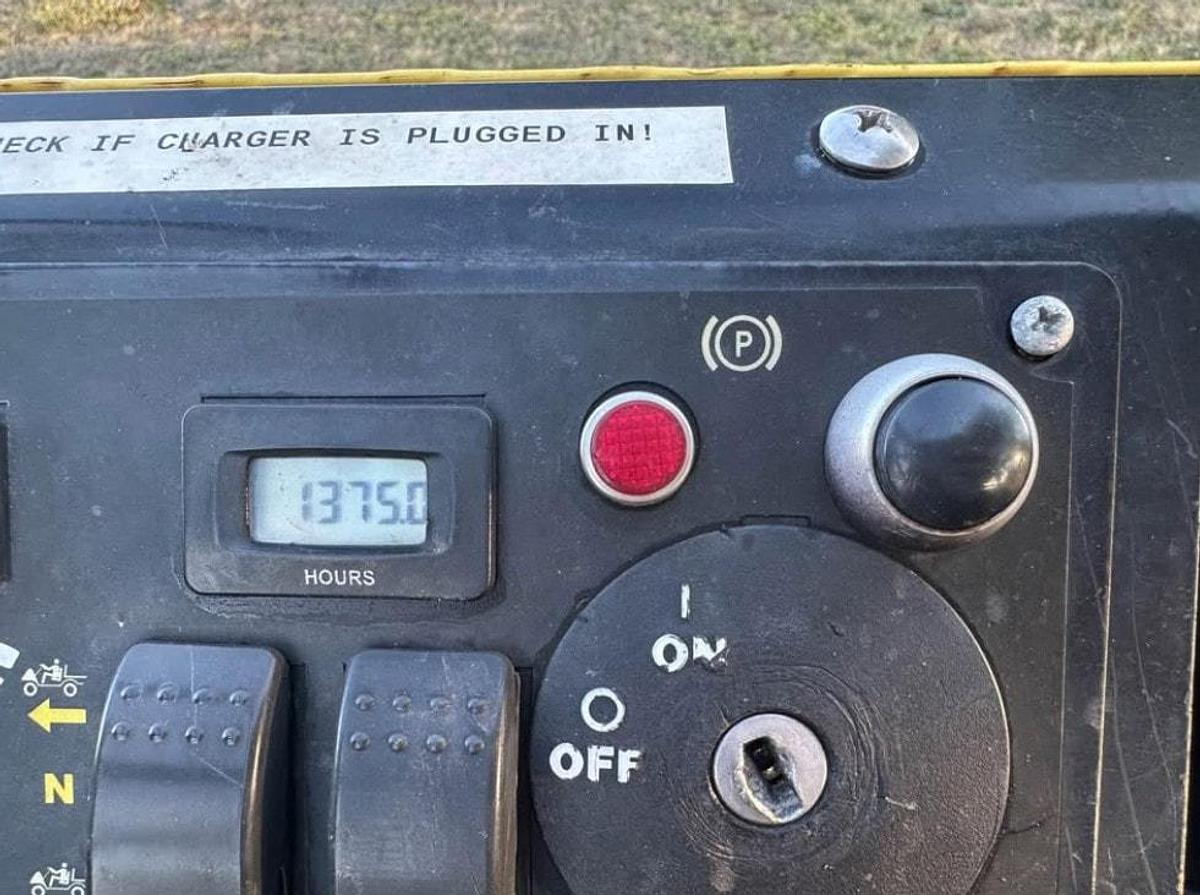 ECK IF CHARGER IS PLUGGED IN!
P
1375.0
HOURS
I
ON
O
OFF
N